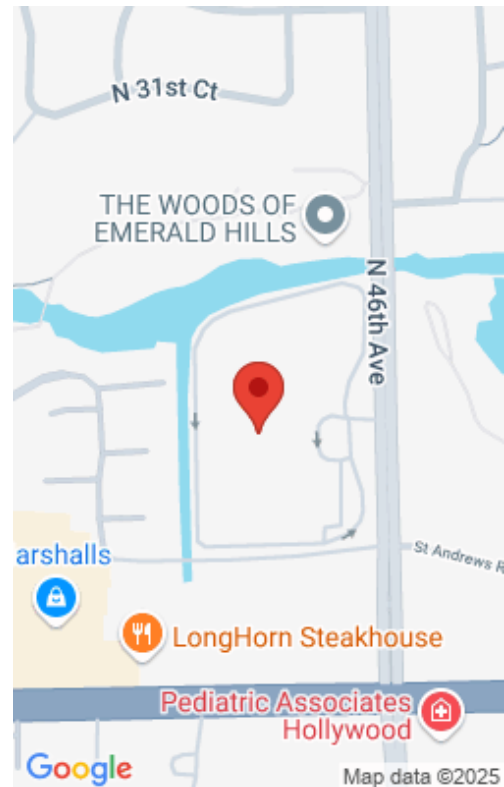 N 31st Ct
THE WOODS OF
EMERALD HILLS
N 46th Ave
arshalls
St Andrews R
LongHorn Steakhouse
Pediatric Associates
Hollywood
Google
Map data ©2025